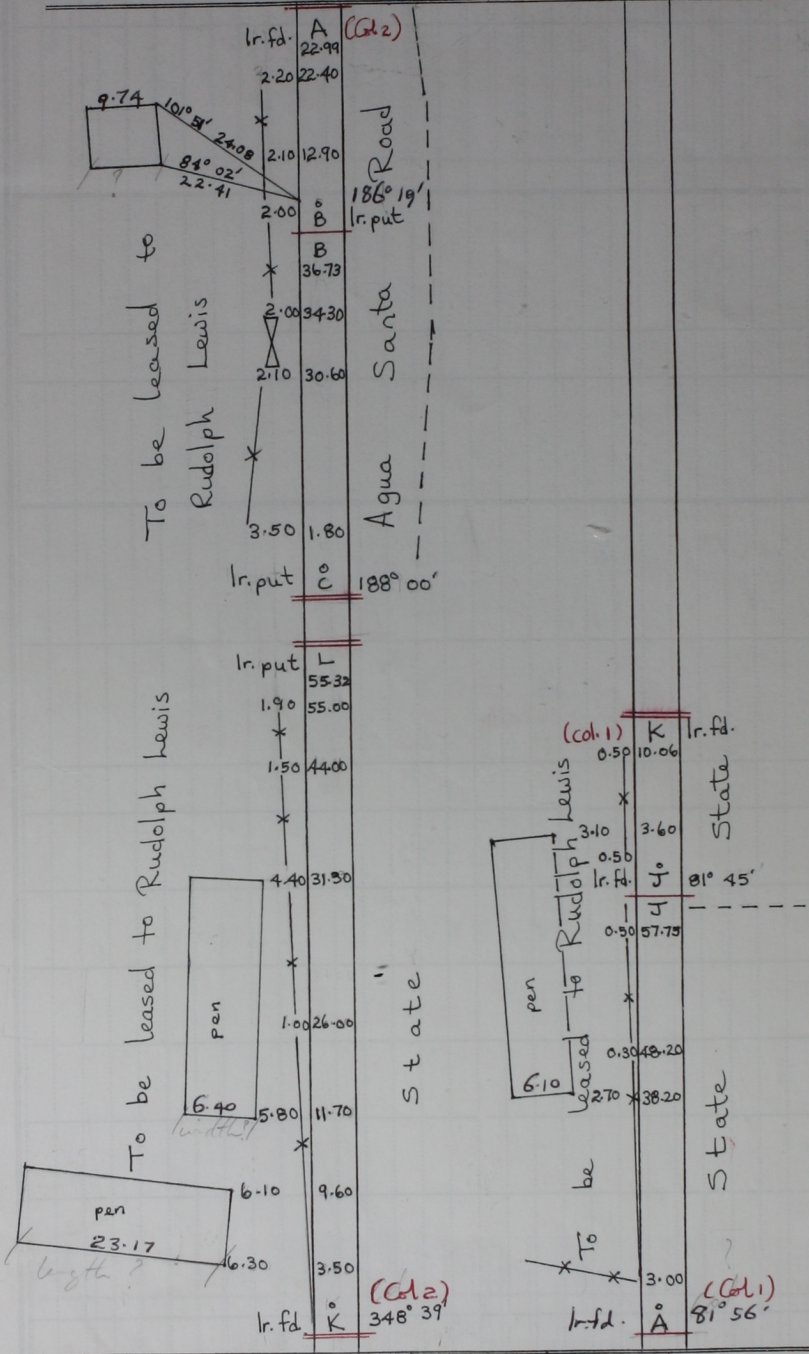 Ir.fd. A (Col 2)
22.99
2.20 22.40
9.74
101° 51'
24.08
2.10 12.90
84° 02'
22.41
186° 19'
2.00 B Ir.put
?
B
36.73
2.00 34.30
2.10 30.60
3.50 1.80
Ir.put C 188° 00'
To be leased to
Rudolph Lewis
Agua Santa Road
Ir.put L
55.32
1.90 55.00
1.50 44.00
4.40 31.50
pen
1.00 26.00
6.40 5.80 11.70
width?
6.10 9.60
pen
23.17
length ?
6.30 3.50
Ir.fd. K (Col 2)
348° 39'
To be leased to Rudolph Lewis
State
(Col.1) K Ir.fd.
0.50 10.06
3.10 3.60
0.50
Ir.fd. 4 81° 45'
4
0.50 57.75
pen
0.30 48.20
6.10 2.70 38.20
3.00
?
(Col 1)
Ir.fd. A 81° 56'
To be leased to Rudolph Lewis
State
State